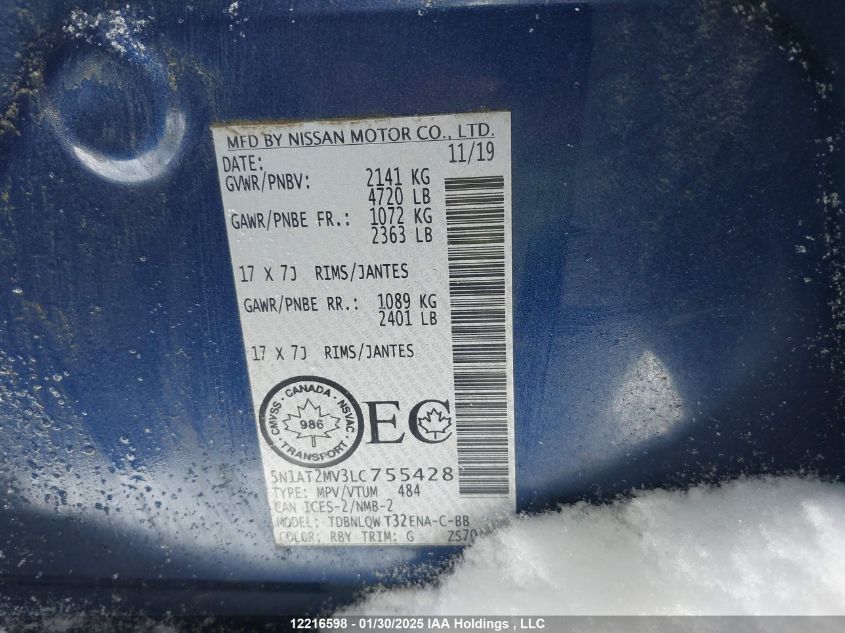 MFD BY NISSAN MOTOR CO., LTD.
DATE: 11/19
GVWR/PNBV: 2141 KG
4720 LB
GAWR/PNBE FR.: 1072 KG
2363 LB
17 X 7J RIMS/JANTES
GAWR/PNBE RR.: 1089 KG
2401 LB
17 X 7J RIMS/JANTES
CMVSS · CANADA · NSVAC · TRANSPORT ·
986
EC
5N1AT2MV3LC755428
TYPE: MPV/VTUM 484
CAN ICES-2/NMB-2
MODEL: TDBNLQW T32ENA-C-BB
COLOR: RBY TRIM: G ZS70
12216598 - 01/30/2025 IAA Holdings , LLC